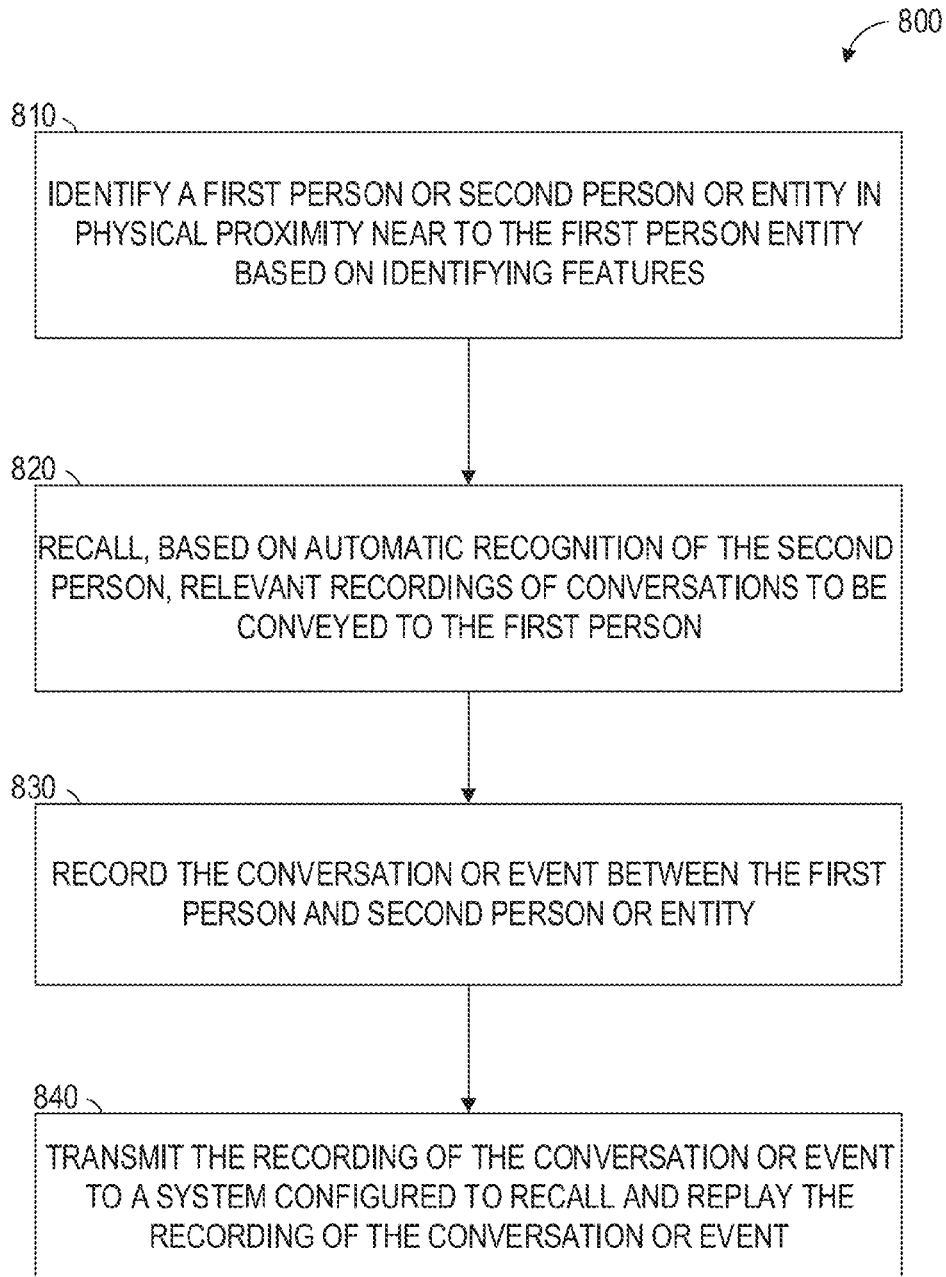 800
810
IDENTIFY A FIRST PERSON OR SECOND PERSON OR ENTITY IN
PHYSICAL PROXIMITY NEAR TO THE FIRST PERSON ENTITY
BASED ON IDENTIFYING FEATURES
820
RECALL, BASED ON AUTOMATIC RECOGNITION OF THE SECOND
PERSON, RELEVANT RECORDINGS OF CONVERSATIONS TO BE
CONVEYED TO THE FIRST PERSON
830
RECORD THE CONVERSATION OR EVENT BETWEEN THE FIRST
PERSON AND SECOND PERSON OR ENTITY
840
TRANSMIT THE RECORDING OF THE CONVERSATION OR EVENT
TO A SYSTEM CONFIGURED TO RECALL AND REPLAY THE
RECORDING OF THE CONVERSATION OR EVENT